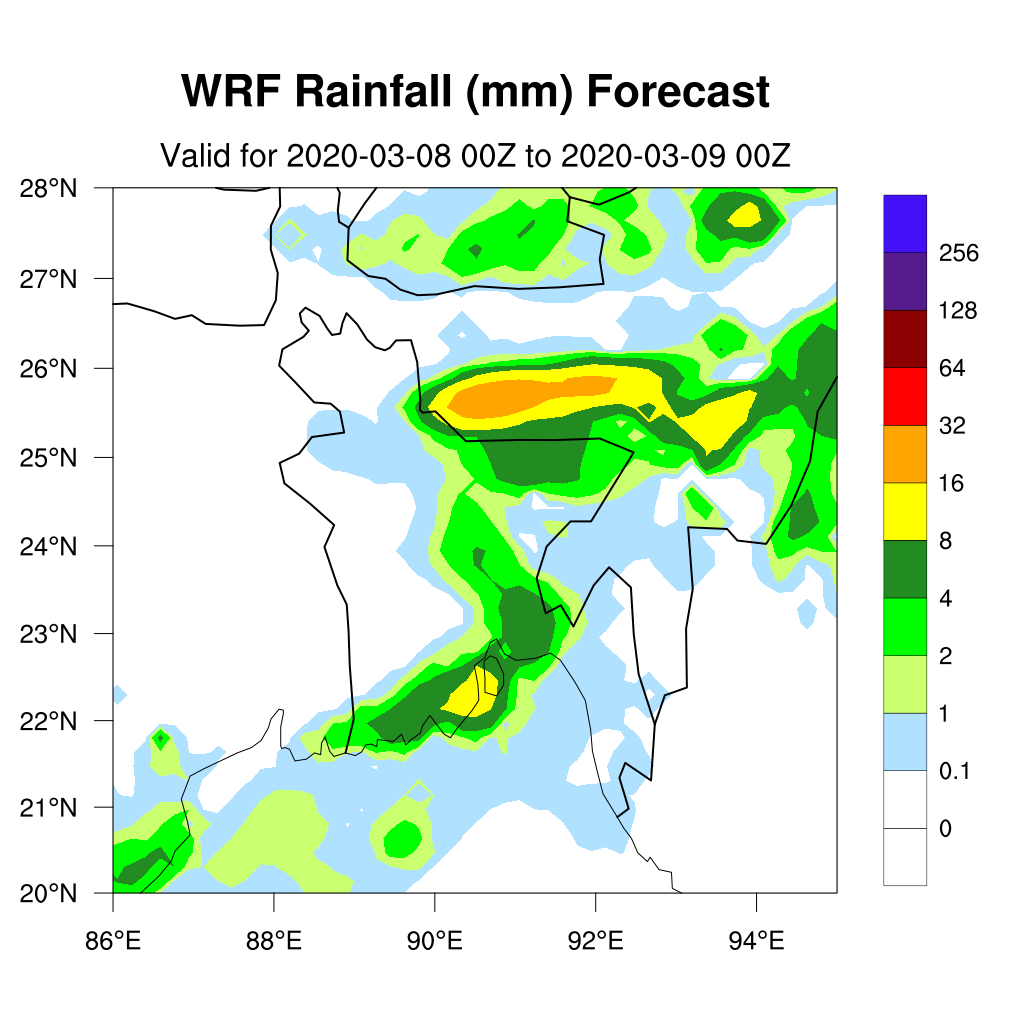 WRF Rainfall (mm) Forecast
Valid for 2020-03-08 00Z to 2020-03-09 00Z
28°N
27°N
26°N
25°N
24°N
23°N
22°N
21°N
20°N
86°E 88°E 90°E 92°E 94°E
256
128
64
32
16
8
4
2
1
0.1
0